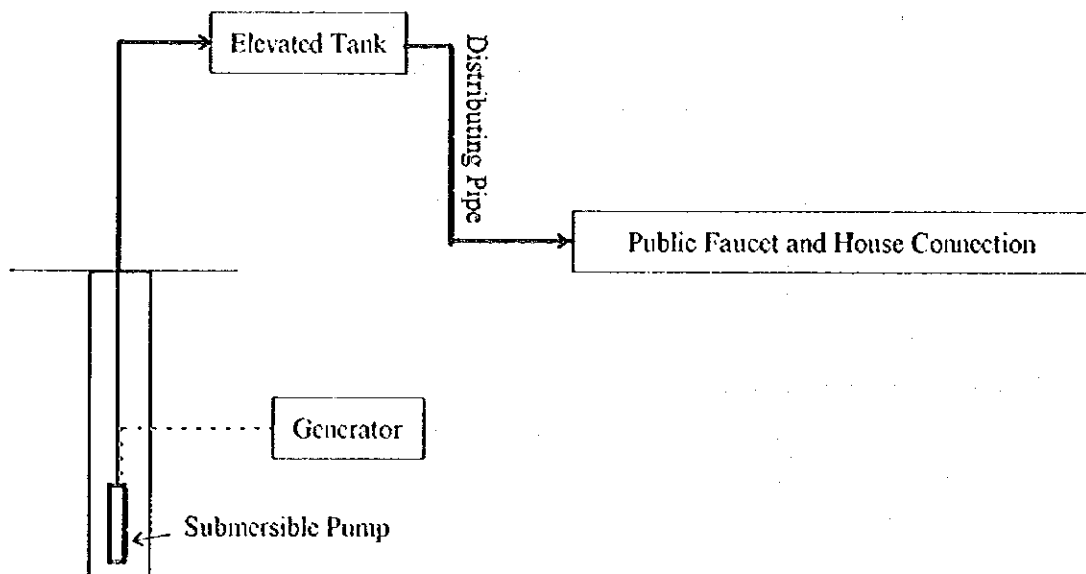 Elevated Tank
Distributing Pipe
Public Faucet and House Connection
Generator
Submersible Pump